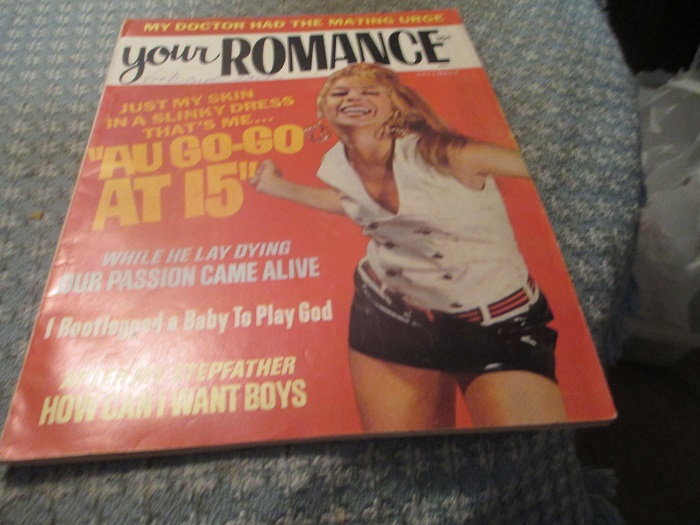 MY DOCTOR HAD THE MATING URGE
your ROMANCE
JUST MY SKIN
IN A SLINKY DRESS
THAT'S ME...
"AU GO-GO
AT 15"
WHILE HE LAY DYING
OUR PASSION CAME ALIVE
I Bootlegged a Baby To Play God
STEPFATHER
HOW CAN I WANT BOYS